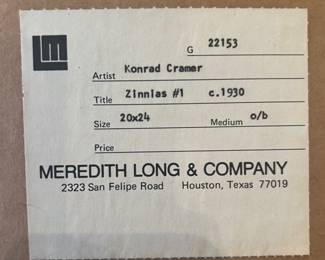 LM
G 22153
Artist Konrad Cramer
Title Zinnias #1 c.1930
Size 20x24 Medium o/b
Price
MEREDITH LONG & COMPANY
2323 San Felipe Road Houston, Texas 77019